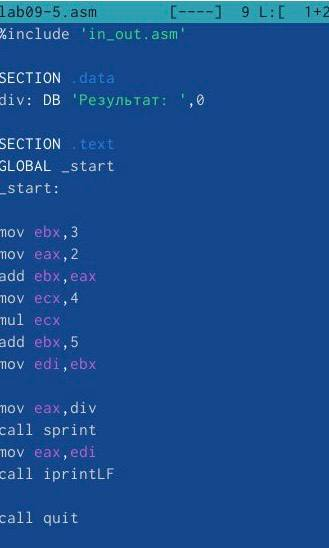 lab09-5.asm [----] 9 L:[ 1+2
%include 'in_out.asm'
SECTION .data
div: DB 'Результат: ',0
SECTION .text
GLOBAL _start
_start:
mov ebx,3
mov eax,2
add ebx,eax
mov ecx,4
mul ecx
add ebx,5
mov edi,ebx
mov eax,div
call sprint
mov eax,edi
call iprintLF
call quit